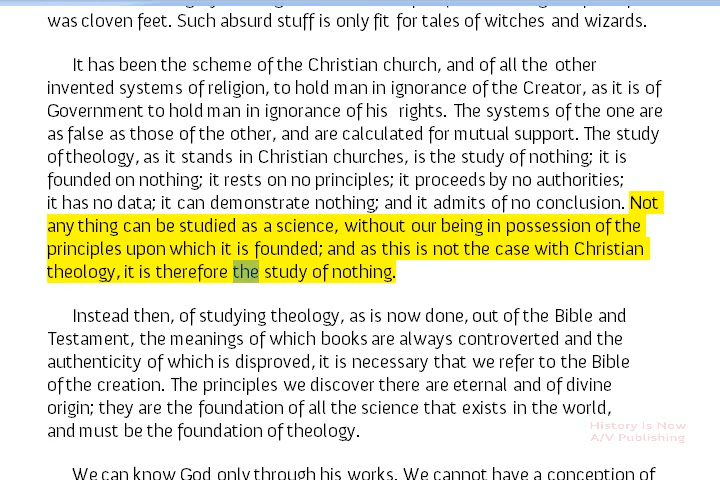 was cloven feet. Such absurd stuff is only fit for tales of witches and wizards.
It has been the scheme of the Christian church, and of all the other
invented systems of religion, to hold man in ignorance of the Creator, as it is of
Government to hold man in ignorance of his rights. The systems of the one are
as false as those of the other, and are calculated for mutual support. The study
of theology, as it stands in Christian churches, is the study of nothing; it is
founded on nothing; it rests on no principles; it proceeds by no authorities;
it has no data; it can demonstrate nothing; and it admits of no conclusion. Not
any thing can be studied as a science, without our being in possession of the
principles upon which it is founded; and as this is not the case with Christian
theology, it is therefore the study of nothing.
Instead then, of studying theology, as is now done, out of the Bible and
Testament, the meanings of which books are always controverted and the
authenticity of which is disproved, it is necessary that we refer to the Bible
of the creation. The principles we discover there are eternal and of divine
origin; they are the foundation of all the science that exists in the world,
and must be the foundation of theology.
History Is Now
A/V Publishing
We can know God only through his works. We cannot have a conception of